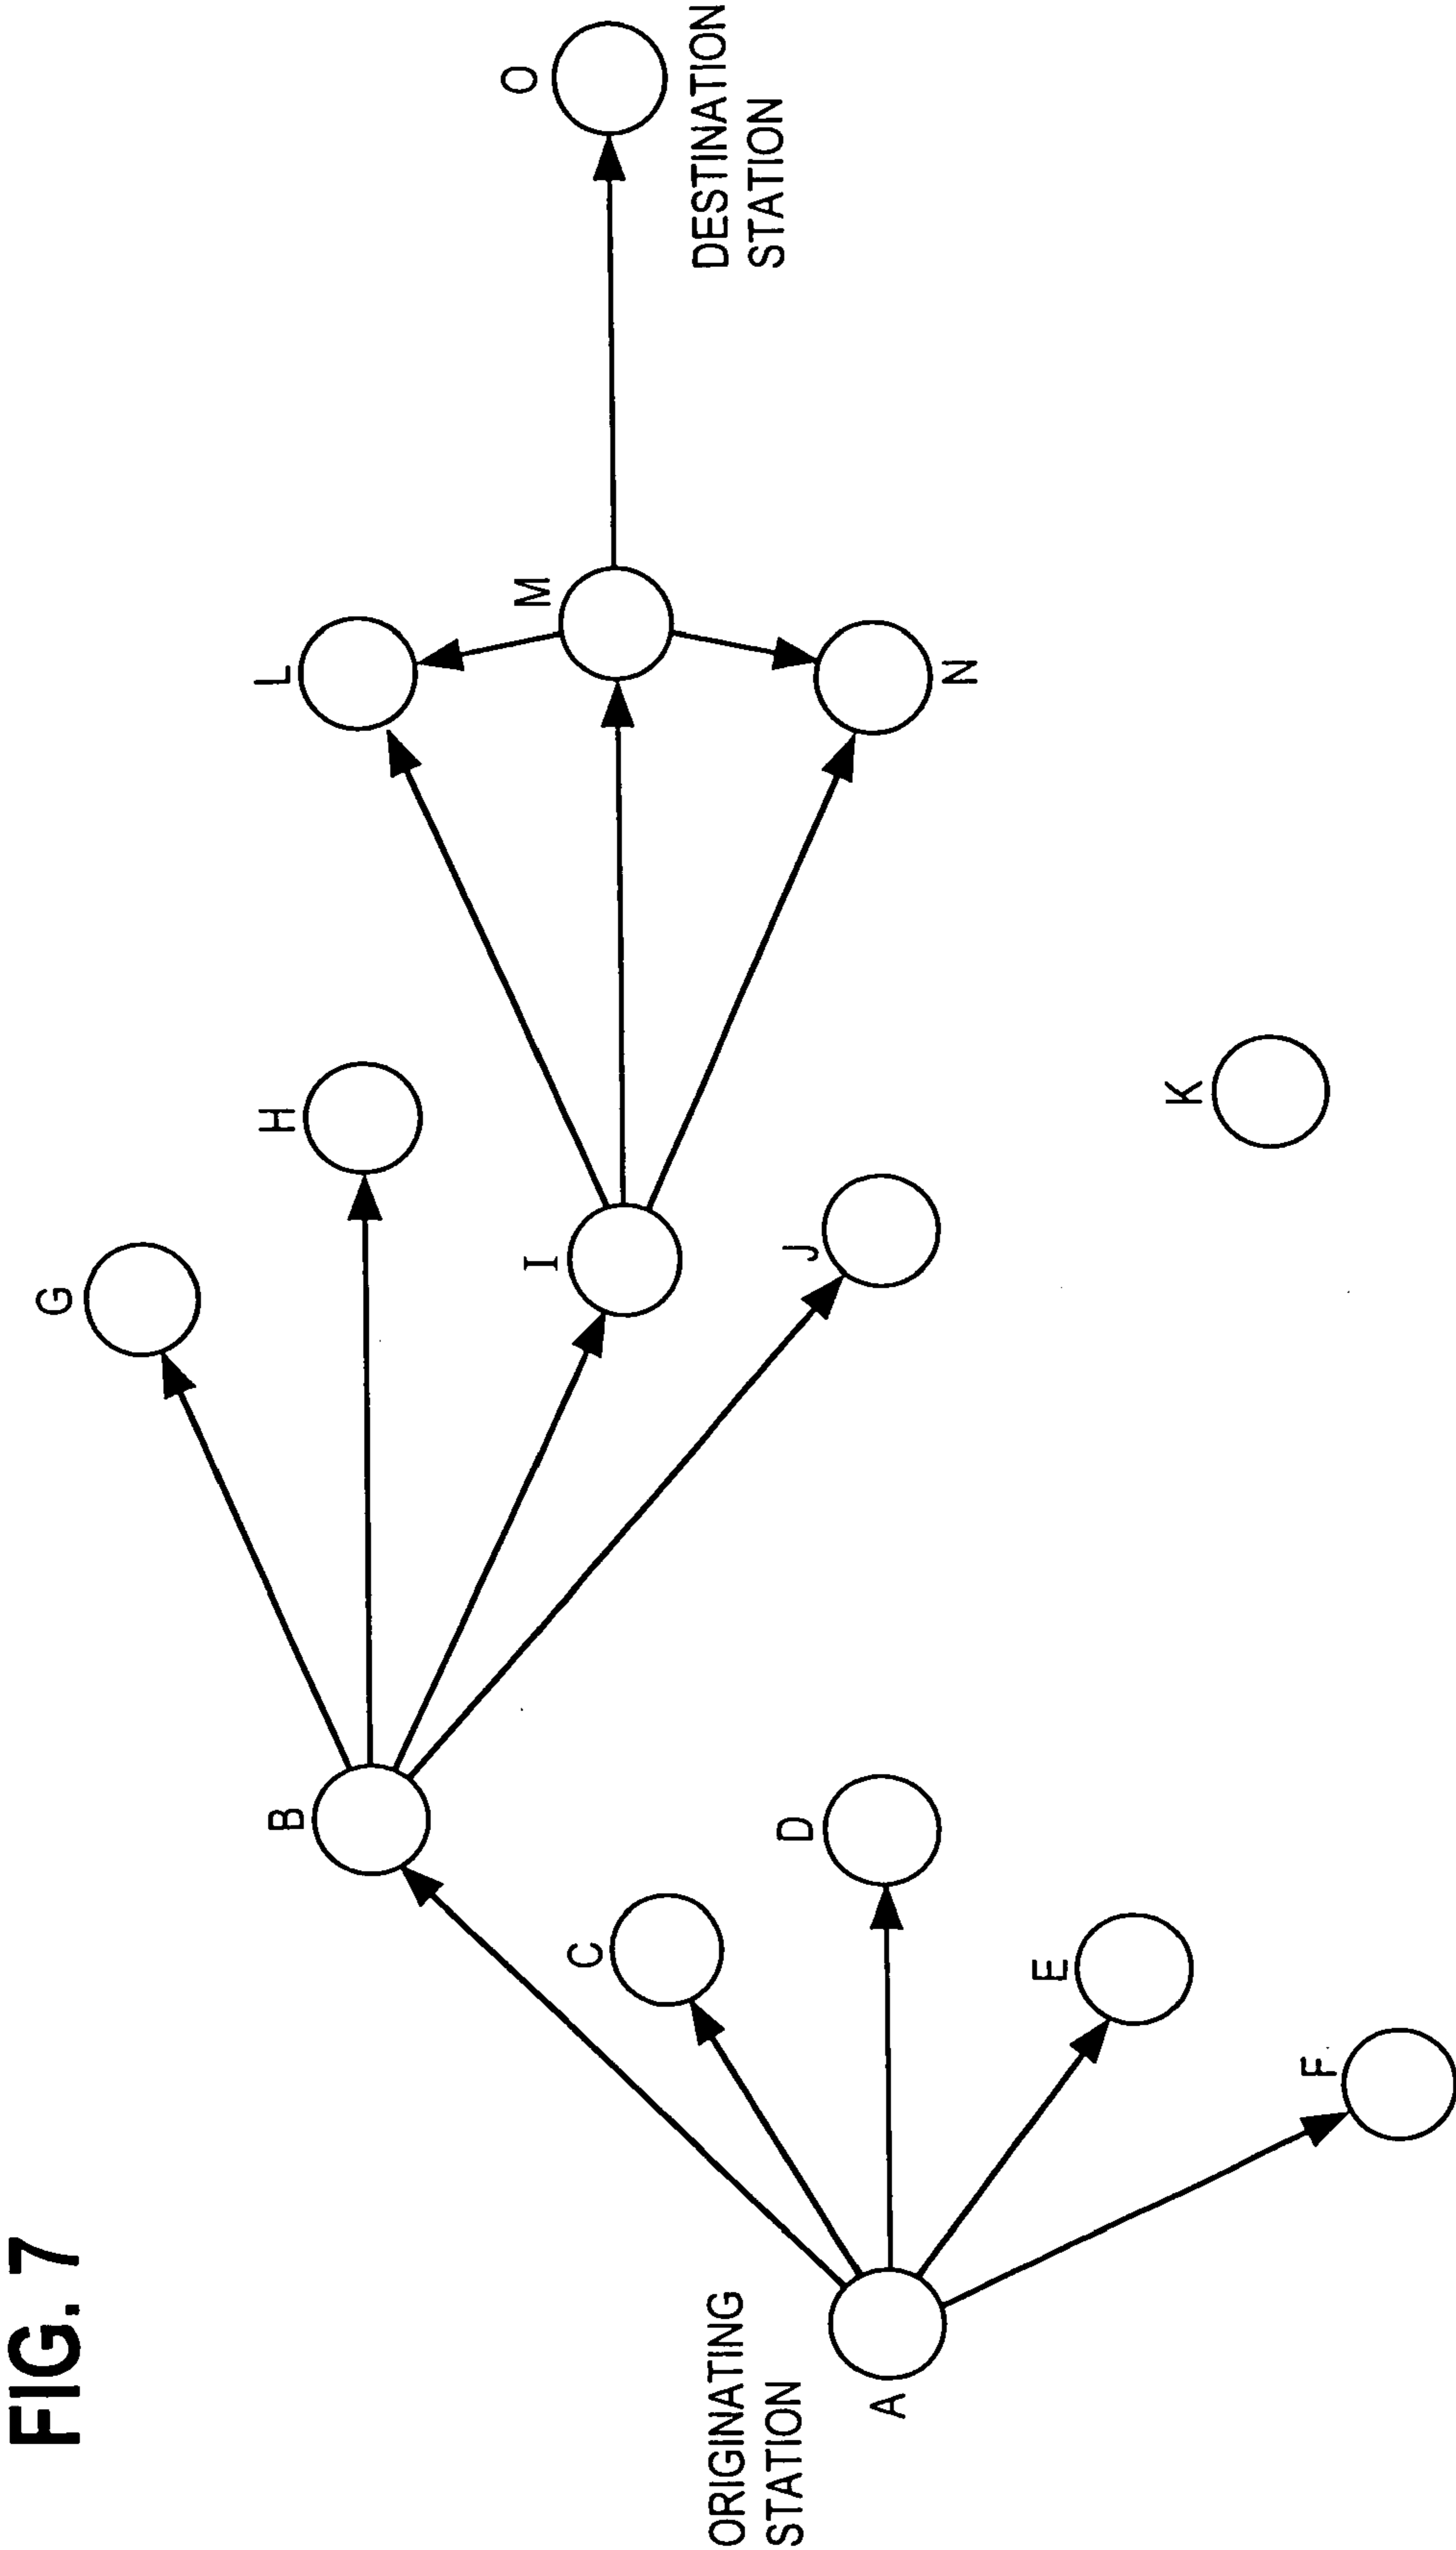 FIG. 7
ORIGINATING
STATION
A
B
C
D
E
F
G
H
I
J
K
L
M
N
O
DESTINATION
STATION